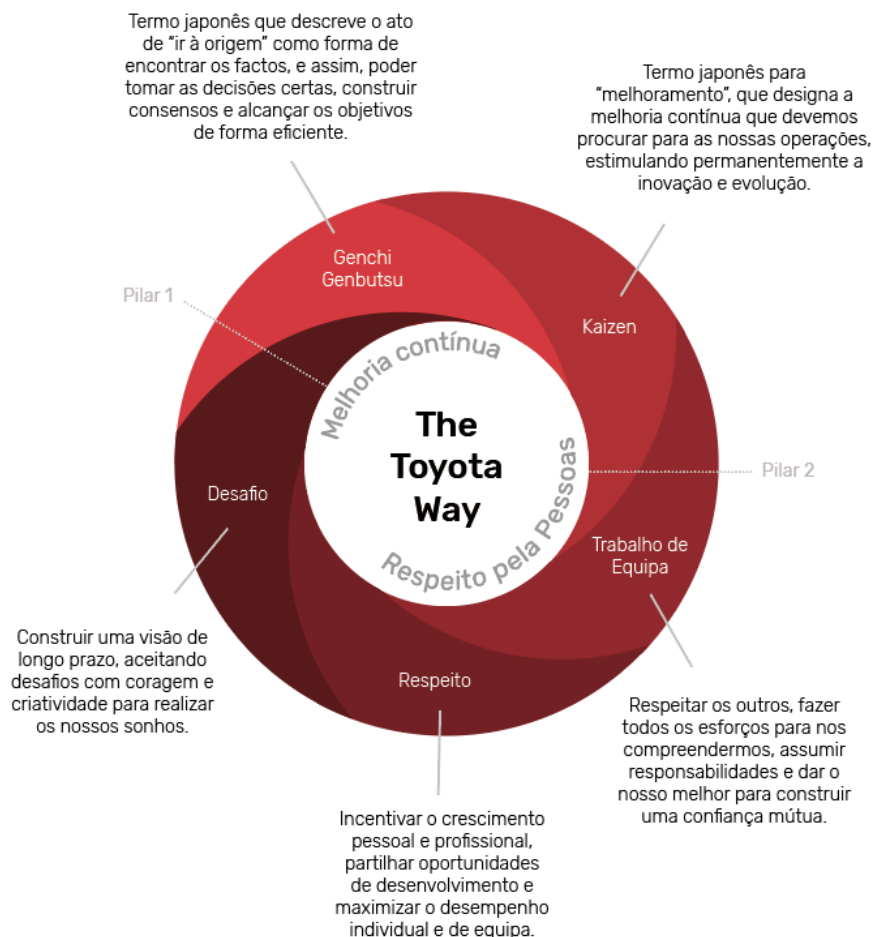 Termo japonês que descreve o ato
de “ir à origem” como forma de
encontrar os factos, e assim, poder
tomar as decisões certas, construir
consensos e alcançar os objetivos
de forma eficiente.
Termo japonês para
“melhoramento”, que designa a
melhoria contínua que devemos
procurar para as nossas operações,
estimulando permanentemente a
inovação e evolução.
Genchi
Genbutsu
Pilar 1
Kaizen
Melhoria contínua
The
Toyota
Way
Respeito pela Pessoas
Pilar 2
Desafio
Trabalho de
Equipa
Respeito
Construir uma visão de
longo prazo, aceitando
desafios com coragem e
criatividade para realizar
os nossos sonhos.
Respeitar os outros, fazer
todos os esforços para nos
compreendermos, assumir
responsabilidades e dar o
nosso melhor para construir
uma confiança mútua.
Incentivar o crescimento
pessoal e profissional,
partilhar oportunidades
de desenvolvimento e
maximizar o desempenho
individual e de equipa.